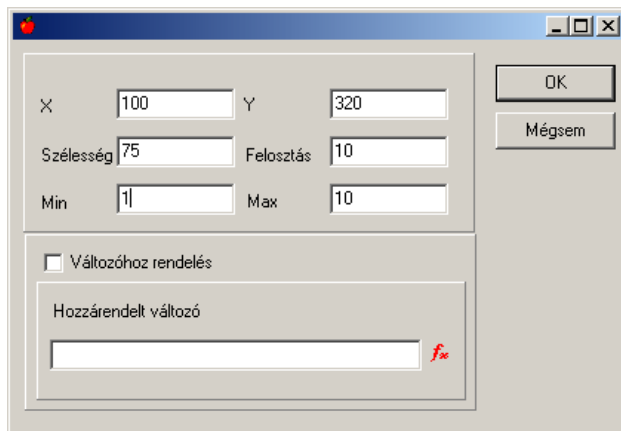 OK
X 100 Y 320
Mégsem
Szélesség 75 Felosztás 10
Min 1 Max 10
Változóhoz rendelés
Hozzárendelt változó
fx